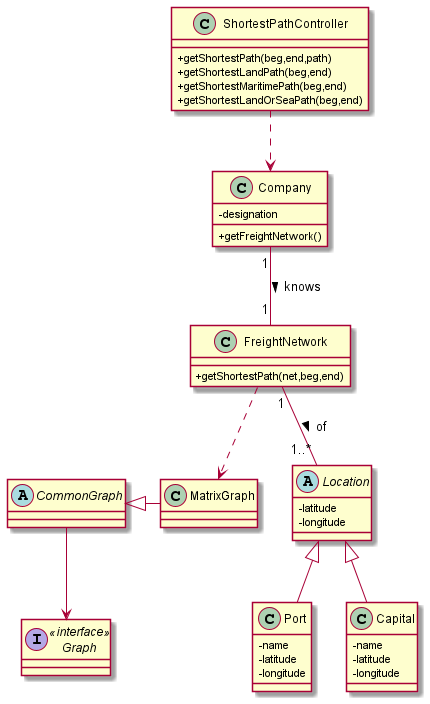 C ShortestPathController
+getShortestPath(beg,end,path)
+getShortestLandPath(beg,end)
+getShortestMaritimePath(beg,end)
+getShortestLandOrSeaPath(beg,end)
C Company
-designation
+getFreightNetwork()
1
knows
1
C FreightNetwork
+getShortestPath(net,beg,end)
1
of
1..*
A CommonGraph
C MatrixGraph
A Location
-latitude
-longitude
I «interface»
Graph
C Port
-name
-latitude
-longitude
C Capital
-name
-latitude
-longitude